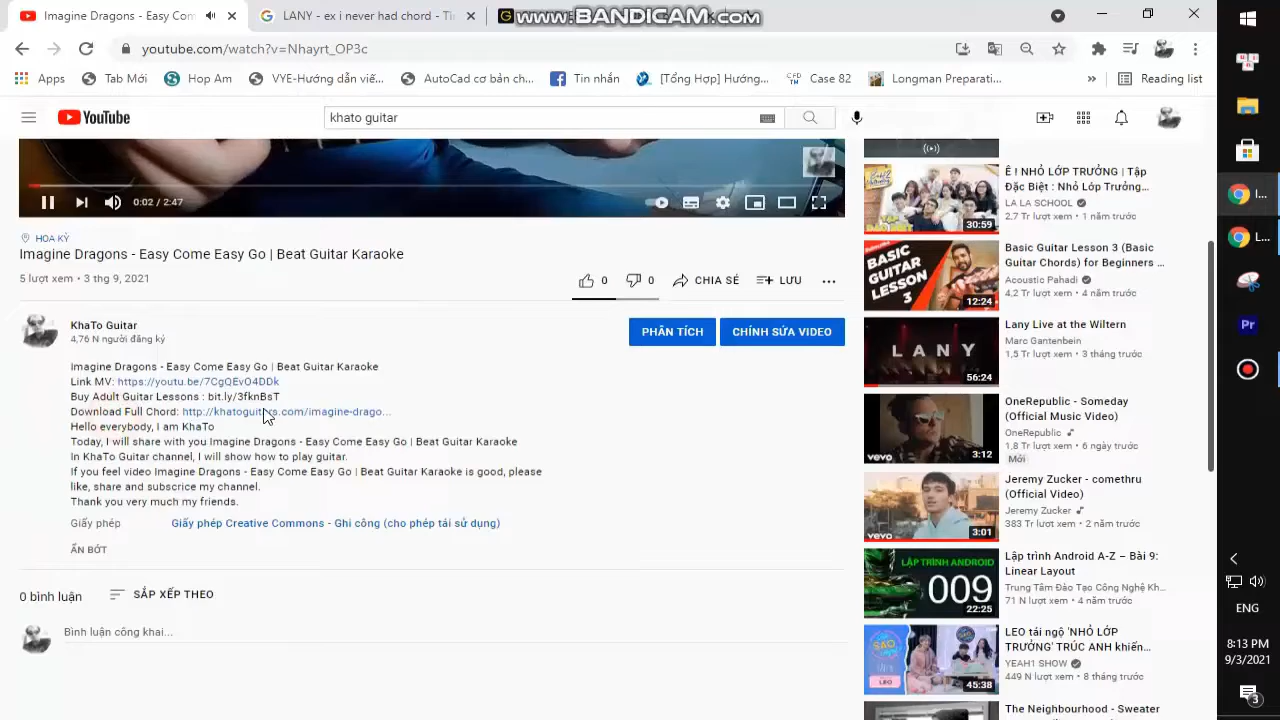 Imagine Dragons - Easy Com
LANY - ex i never had chord - Th
www.BANDICAM.com
youtube.com/watch?v=Nhayrt_OP3c
Apps
Tab Mới
Hop Am
VYE-Hướng dẫn viế...
AutoCad cơ bản ch...
Tin nhắn
[Tổng Hợp] Hướng...
Case 82
Longman Preparati...
»
Reading list
YouTube
khato guitar
0:02 / 2:47
HOA KỲ
Imagine Dragons - Easy Come Easy Go | Beat Guitar Karaoke
5 lượt xem • 3 thg 9, 2021
0
0
CHIA SẺ
LƯU
KhaTo Guitar
4,76 N người đăng ký
PHÂN TÍCH
CHỈNH SỬA VIDEO
Imagine Dragons - Easy Come Easy Go | Beat Guitar Karaoke
Link MV: https://youtu.be/7CgQEvO4DDk
Buy Adult Guitar Lessons : bit.ly/3fknBsT
Download Full Chord: http://khatoguitars.com/imagine-drago...
Hello everybody, I am KhaTo
Today, I will share with you Imagine Dragons - Easy Come Easy Go | Beat Guitar Karaoke
In KhaTo Guitar channel, I will show how to play guitar.
If you feel video Imagine Dragons - Easy Come Easy Go | Beat Guitar Karaoke is good, please
like, share and subscrice my channel.
Thank you very much my friends.
Giấy phép
Giấy phép Creative Commons - Ghi công (cho phép tái sử dụng)
ẨN BỚT
0 bình luận
SẮP XẾP THEO
Bình luận công khai...
30:59
Ê ! NHỎ LỚP TRƯỞNG | Tập
Đặc Biệt : Nhỏ Lớp Trưởng...
LA LA SCHOOL
2,7 Tr lượt xem • 1 năm trước
BASIC
GUITAR
LESSON
3
12:24
Basic Guitar Lesson 3 (Basic
Guitar Chords) for Beginners ...
Acoustic Pahadi
4,2 Tr lượt xem • 4 năm trước
LANY
56:24
Lany Live at the Wiltern
Marc Gantenbein
1,5 Tr lượt xem • 3 tháng trước
vevo
3:12
OneRepublic - Someday
(Official Music Video)
OneRepublic
1,8 Tr lượt xem • 6 ngày trước
Mới
vevo
3:01
Jeremy Zucker - comethru
(Official Video)
Jeremy Zucker
383 Tr lượt xem • 2 năm trước
LẬP TRÌNH ANDROID
009
22:25
Lập trình Android A-Z – Bài 9:
Linear Layout
Trung Tâm Đào Tạo Công Nghệ Kh...
71 N lượt xem • 4 năm trước
LEO
45:38
LEO tái ngộ 'NHỎ LỚP
TRƯỞNG' TRÚC ANH khiến...
YEAH1 SHOW
449 N lượt xem • 8 tháng trước
The Neighbourhood - Sweater
I...
L...
Pr
ENG
8:13 PM
9/3/2021
3